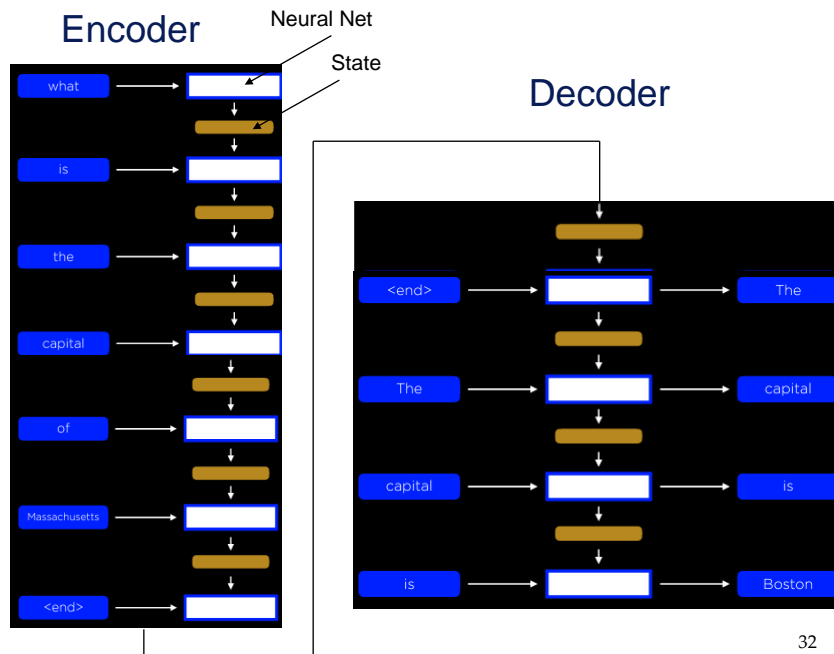 Encoder
Neural Net
State
what
is
the
capital
of
Massachusetts
<end>
Decoder
<end>
The
The
capital
capital
is
is
Boston
32